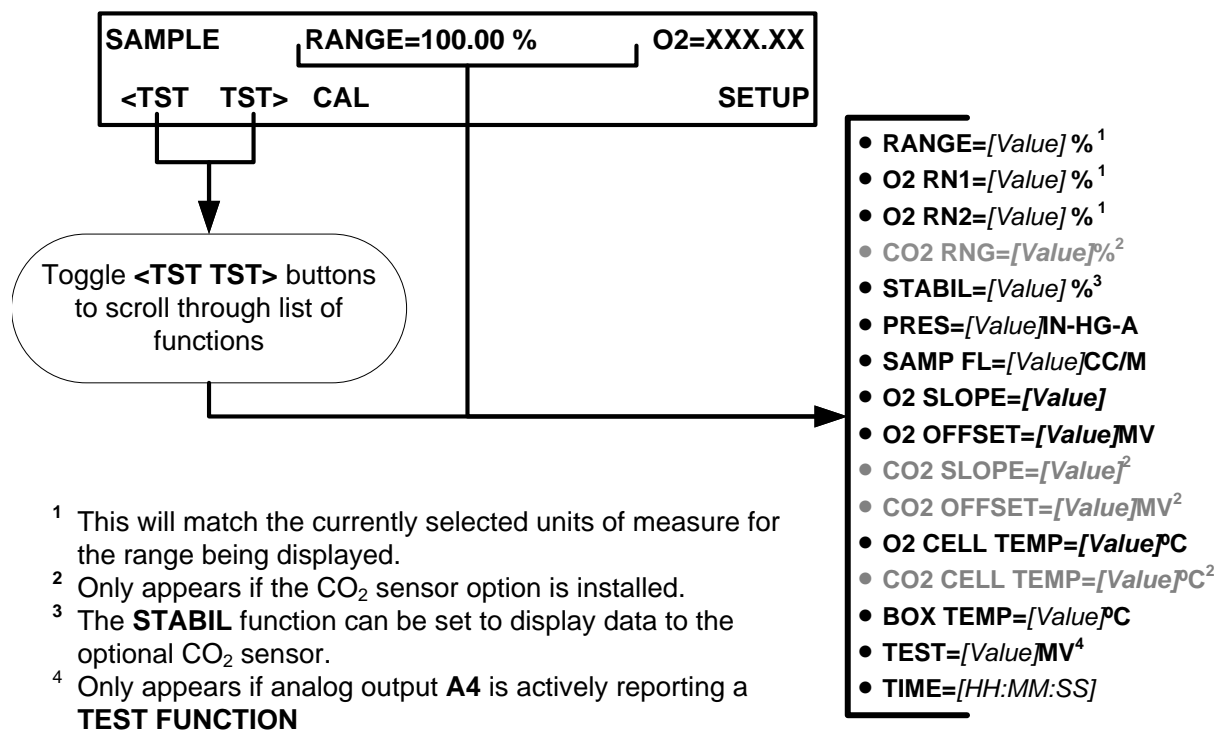 SAMPLE RANGE=100.00 % O2=XXX.XX
<TST TST> CAL SETUP
Toggle <TST TST> buttons
to scroll through list of
functions
• RANGE=[Value] % ¹
• O2 RN1=[Value] % ¹
• O2 RN2=[Value] % ¹
• CO2 RNG=[Value]%²
• STABIL=[Value] %³
• PRES=[Value]IN-HG-A
• SAMP FL=[Value]CC/M
• O2 SLOPE=[Value]
• O2 OFFSET=[Value]MV
• CO2 SLOPE=[Value]²
• CO2 OFFSET=[Value]MV²
• O2 CELL TEMP=[Value]ºC
• CO2 CELL TEMP=[Value]ºC²
• BOX TEMP=[Value]ºC
• TEST=[Value]MV⁴
• TIME=[HH:MM:SS]
¹ This will match the currently selected units of measure for
the range being displayed.
² Only appears if the CO₂ sensor option is installed.
³ The STABIL function can be set to display data to the
optional CO₂ sensor.
⁴ Only appears if analog output A4 is actively reporting a
TEST FUNCTION